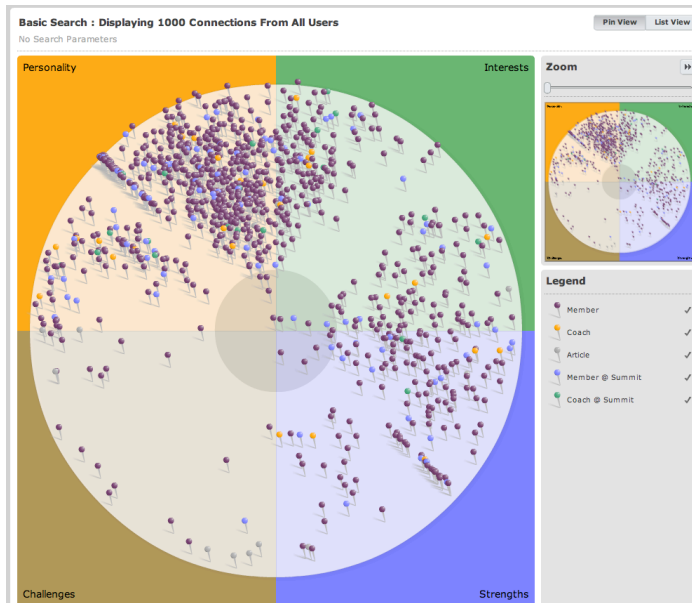 Basic Search : Displaying 1000 Connections From All Users
Pin View
List View
No Search Parameters
Personality
Interests
Zoom
Legend
Member
Coach
Article
Member @ Summit
Coach @ Summit
Challenges
Strengths